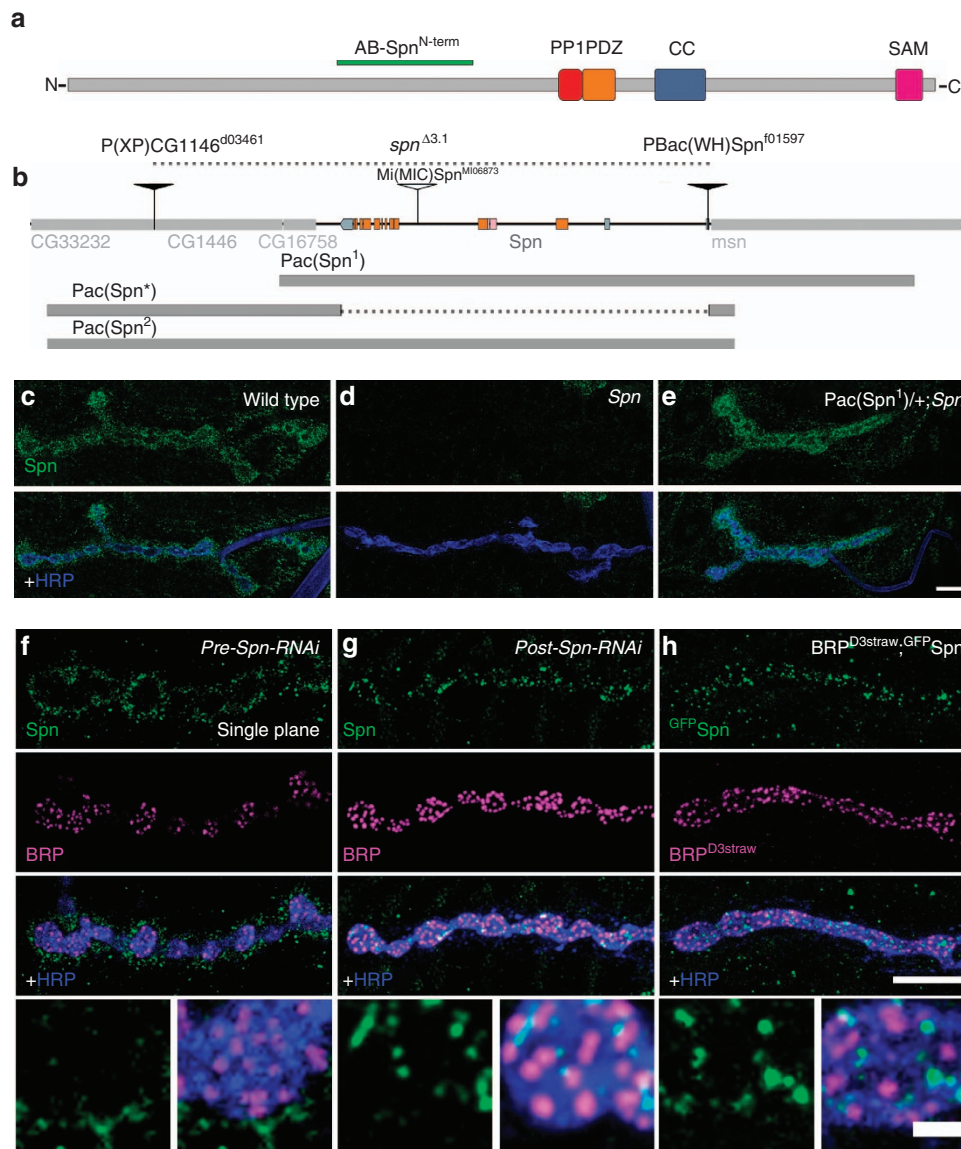 a
AB-Spn^N-term
PP1PDZ
CC
SAM
N
C
P(XP)CG1146^d03461
spn^Δ3.1
PBac(WH)Spn^f01597
b
Mi(MIC)Spn^MI06873
CG33232
CG1446
CG16758
Spn
msn
Pac(Spn^1)
Pac(Spn*)
Pac(Spn^2)
c
Wild type
d
Spn
e
Pac(Spn^1)/+;Spn
Spn
+HRP
f
Pre-Spn-RNAi
g
Post-Spn-RNAi
h
BRP^D3straw;^GFPSpn
Spn
Single plane
Spn
^GFPSpn
BRP
BRP
BRP^D3straw
+HRP
+HRP
+HRP